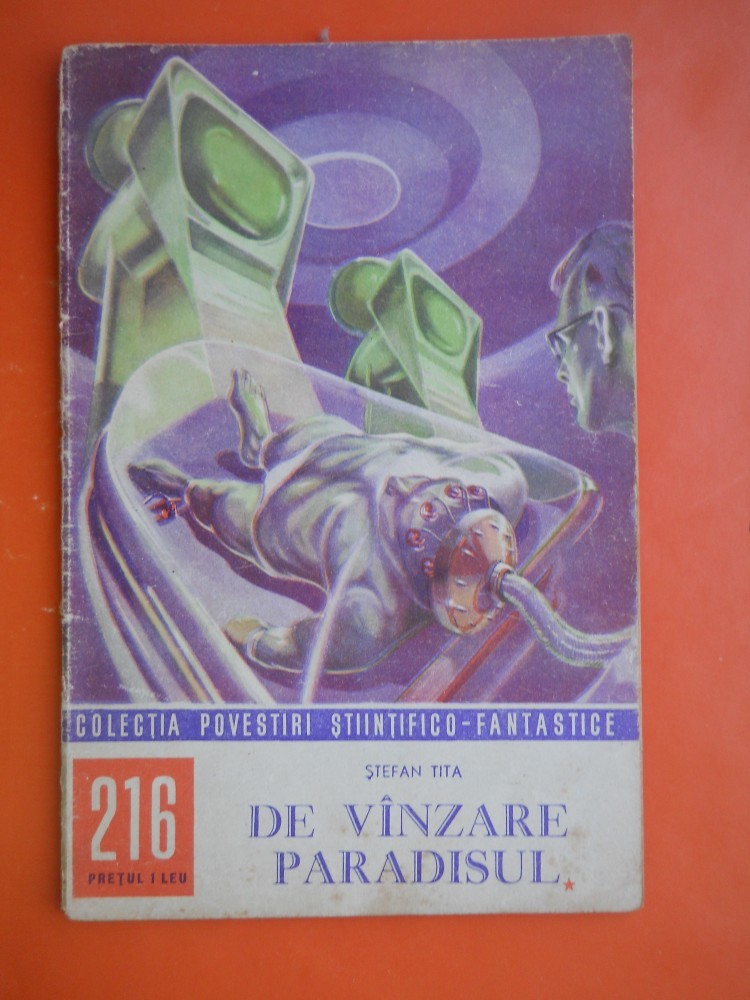 COLECȚIA POVESTIRI ȘTIINȚIFICO-FANTASTICE
216
PREȚUL 1 LEU
ȘTEFAN TITA
DE VÎNZARE
PARADISUL